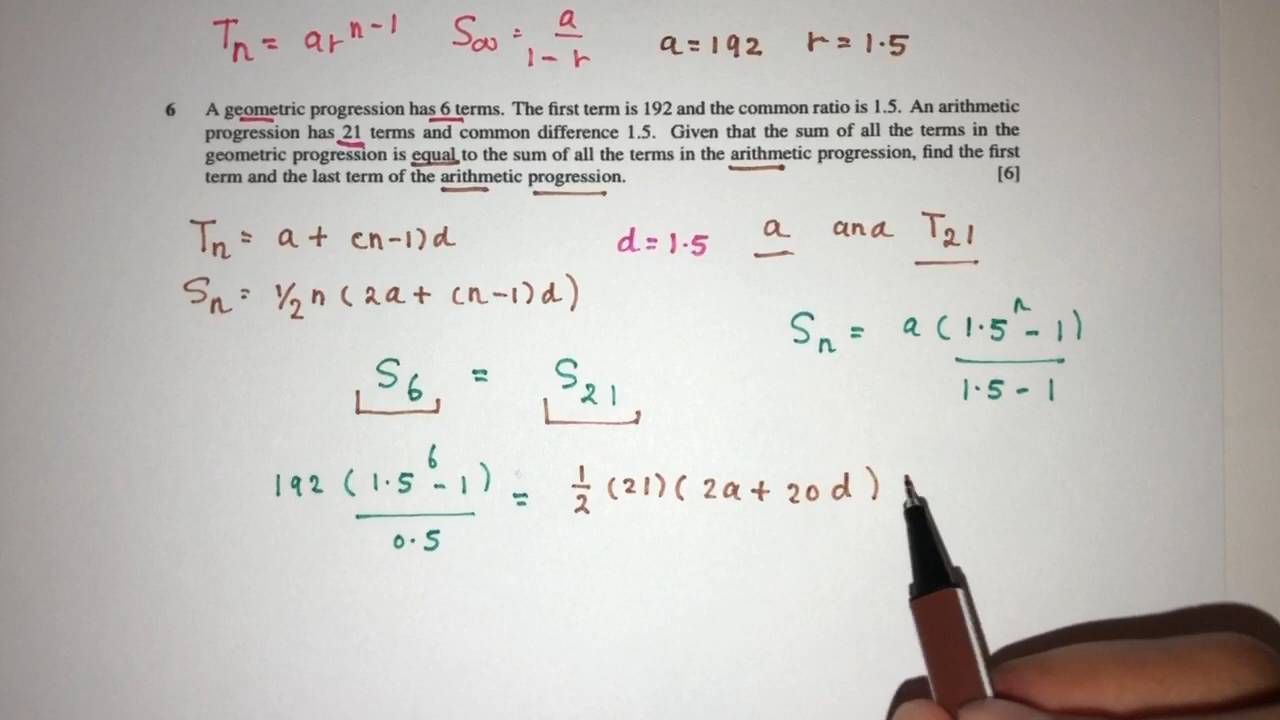 Tn = ar^n-1 S∞ = a/1-r a=192 r=1.5
6 A geometric progression has 6 terms. The first term is 192 and the common ratio is 1.5. An arithmetic
progression has 21 terms and common difference 1.5. Given that the sum of all the terms in the
geometric progression is equal to the sum of all the terms in the arithmetic progression, find the first
term and the last term of the arithmetic progression. [6]
Tn = a + (n-1)d d=1.5 a and T21
Sn = 1/2 n (2a + (n-1)d)
Sn = a (1.5^n - 1)
1.5 - 1
S6 = S21
192 (1.5^6 - 1) = 1/2 (21) (2a + 20d)
0.5